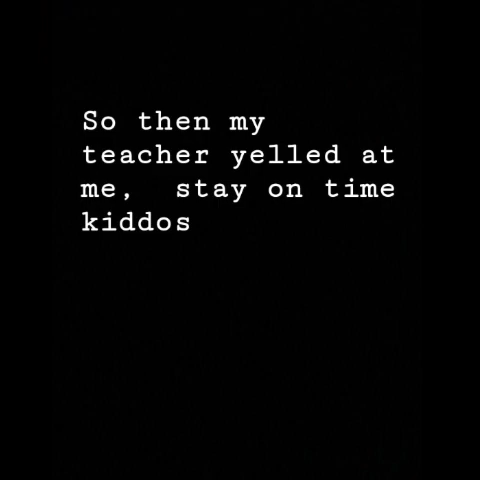 So then my
teacher yelled at
me,  stay on time
kiddos